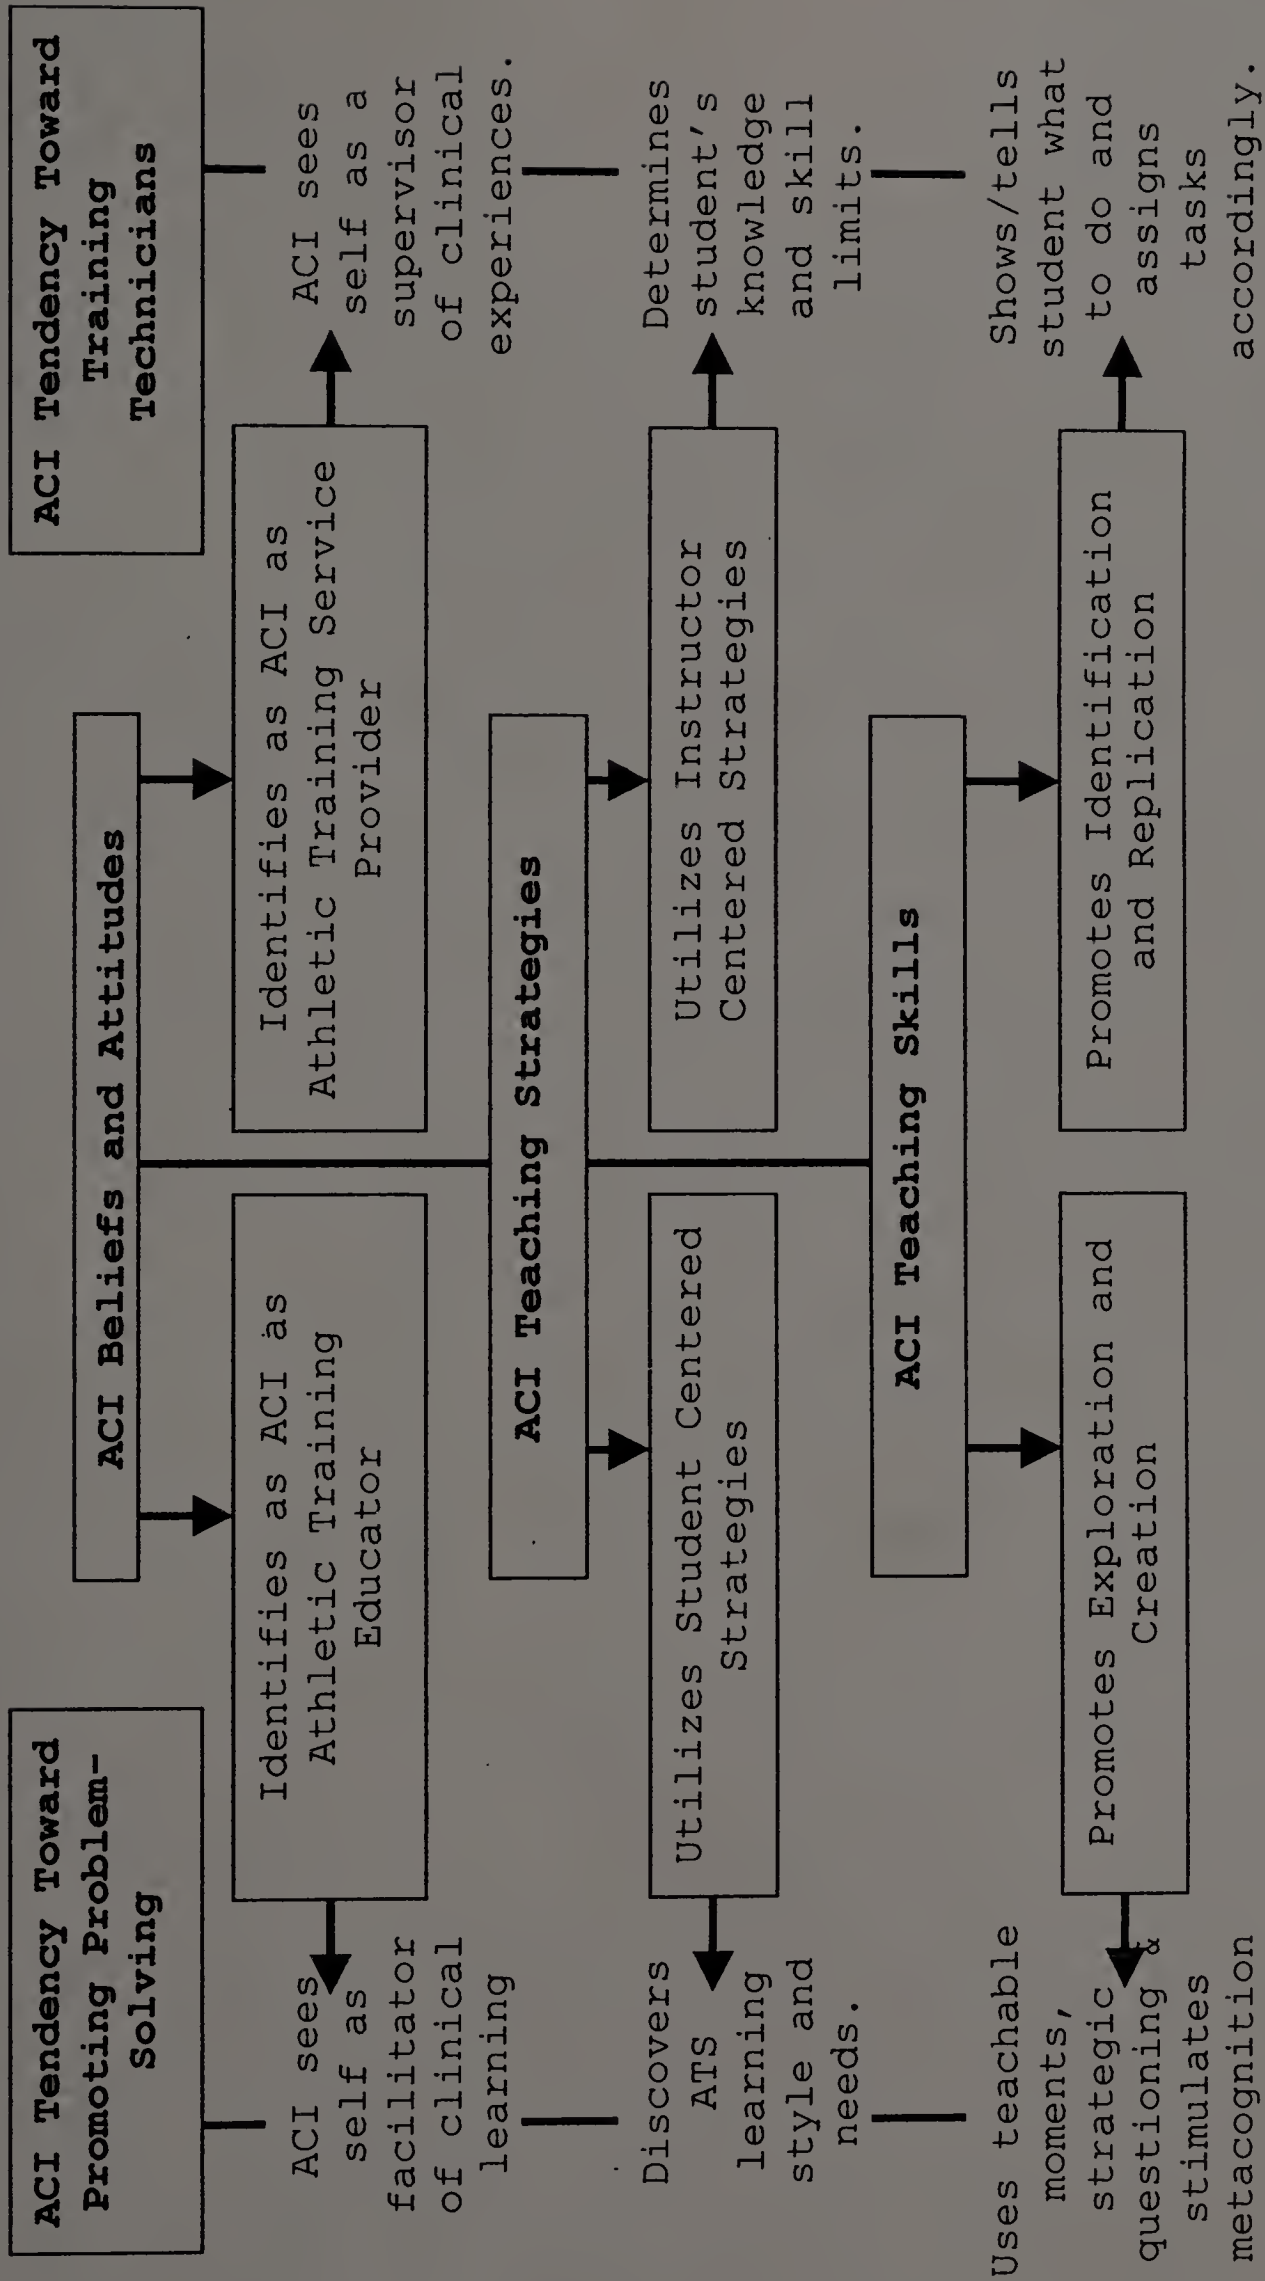 ACI Tendency Toward
Promoting Problem-
Solving
ACI Tendency Toward
Training
Technicians
ACI Beliefs and Attitudes
ACI sees
self as
facilitator
of clinical
learning
Identifies as ACI as
Athletic Training
Educator
Identifies as ACI as
Athletic Training Service
Provider
ACI sees
self as a
supervisor
of clinical
experiences.
ACI Teaching Strategies
Discovers
ATS
learning
style and
needs.
Utilizes Student Centered
Strategies
Utilizes Instructor
Centered Strategies
Determines
student's
knowledge
and skill
limits.
ACI Teaching Skills
Uses teachable
moments,
strategic
questioning &
stimulates
metacognition
Promotes Exploration and
Creation
Promotes Identification
and Replication
Shows/tells
student what
to do and
assigns
tasks
accordingly.